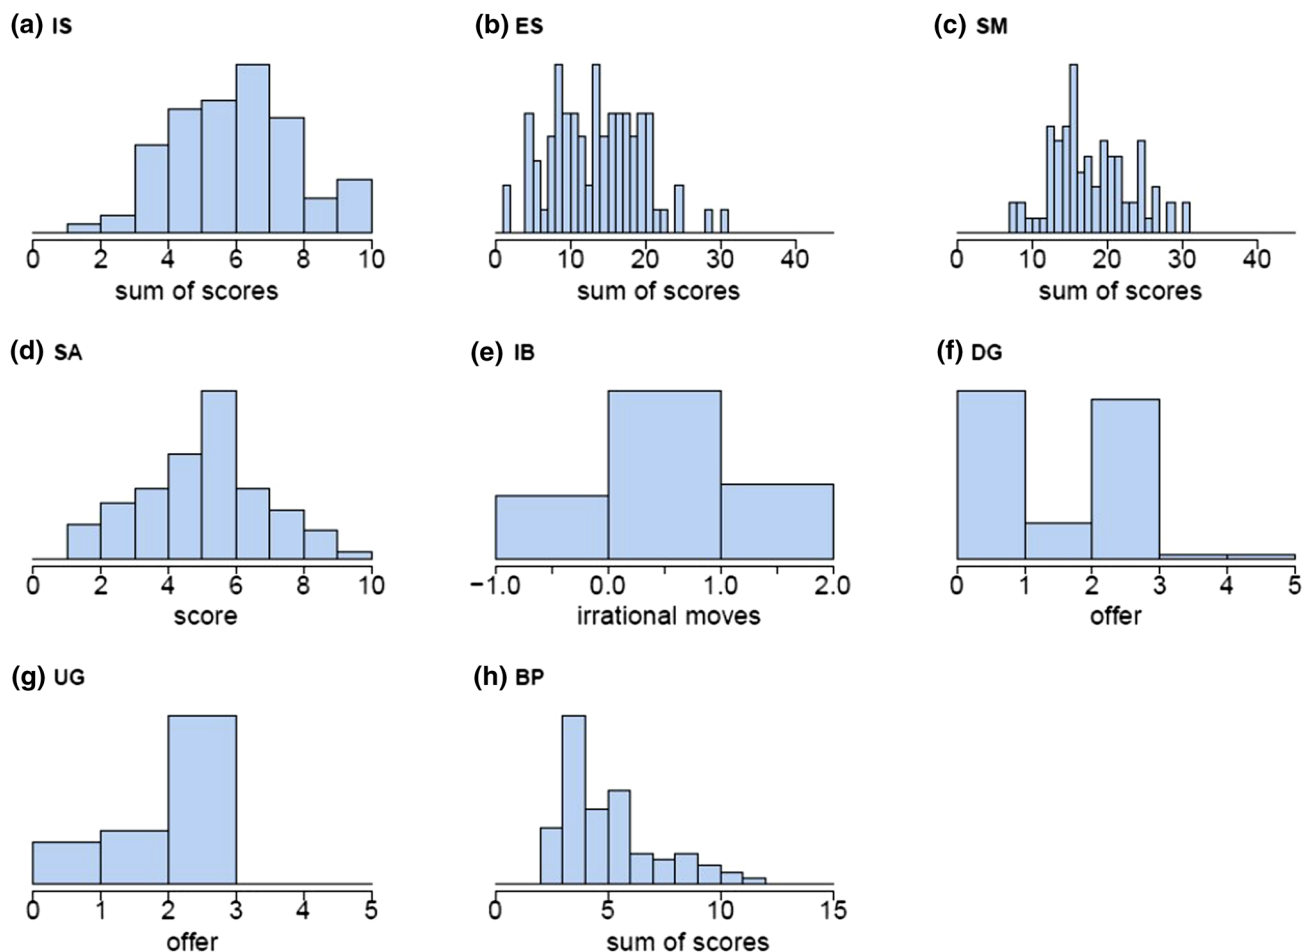 (a) IS
(b) ES
(c) SM
0 2 4 6 8 10
sum of scores
0 10 20 30 40
sum of scores
0 10 20 30 40
sum of scores
(d) SA
(e) IB
(f) DG
0 2 4 6 8 10
score
−1.0 0.0 1.0 2.0
irrational moves
0 1 2 3 4 5
offer
(g) UG
(h) BP
0 1 2 3 4 5
offer
0 5 10 15
sum of scores